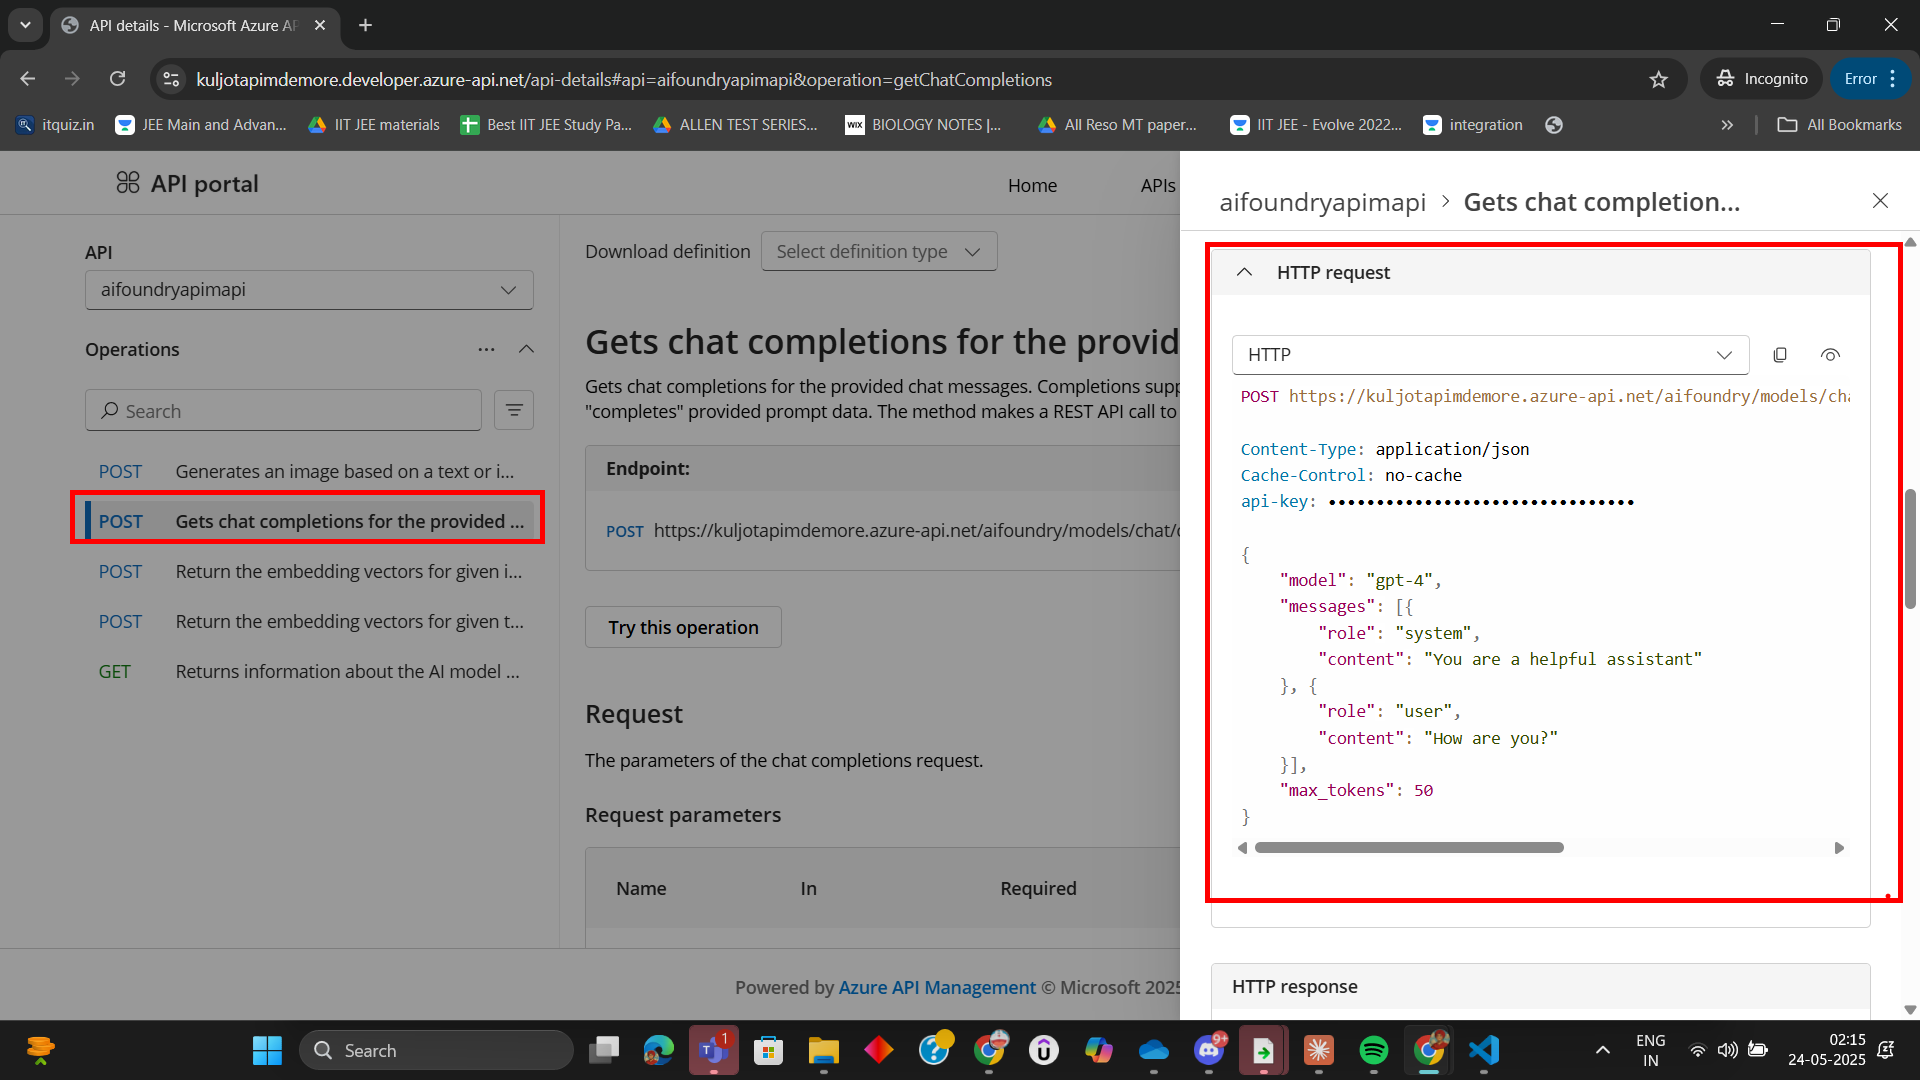 API details - Microsoft Azure AP
kuljotapimdemore.developer.azure-api.net/api-details#api=aifoundryapimapi&operation=getChatCompletions
Incognito
Error
itquiz.in
JEE Main and Advan...
IIT JEE materials
Best IIT JEE Study Pa...
ALLEN TEST SERIES...
WIX
BIOLOGY NOTES |...
All Reso MT paper...
IIT JEE - Evolve 2022...
integration
All Bookmarks
API portal
Home
APIs
API
aifoundryapimapi
Operations
Search
POST Generates an image based on a text or i...
POST Gets chat completions for the provided ...
POST Return the embedding vectors for given i...
POST Return the embedding vectors for given t...
GET Returns information about the AI model ...
Download definition
Select definition type
Gets chat completions for the provid
Gets chat completions for the provided chat messages. Completions supp
"completes" provided prompt data. The method makes a REST API call to
Endpoint:
POST https://kuljotapimdemore.azure-api.net/aifoundry/models/chat/
Try this operation
Request
The parameters of the chat completions request.
Request parameters
Name In Required
Powered by Azure API Management © Microsoft 2025
aifoundryapimapi > Gets chat completion...
HTTP request
HTTP
POST https://kuljotapimdemore.azure-api.net/aifoundry/models/cha
Content-Type: application/json
Cache-Control: no-cache
api-key: ••••••••••••••••••••••••••••••••
{
"model": "gpt-4",
"messages": [{
"role": "system",
"content": "You are a helpful assistant"
}, {
"role": "user",
"content": "How are you?"
}],
"max_tokens": 50
}
HTTP response
Search
1
9+
ENG
IN
02:15
24-05-2025